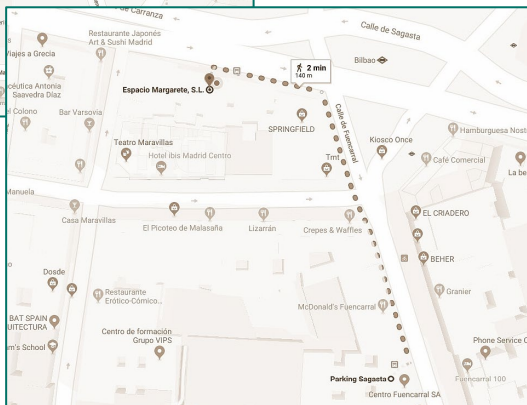 de Carranza
Calle de Sagasta
Restaurante Japonés
Art & Sushi Madrid
Viajes a Grecia
2 min
140 m
Bilbao
céutica Antonia
Saavedra Díaz
Espacio Margarete, S.L.
el Colono
Bar Varsovia
SPRINGFIELD
Calle de Fuencarral
Kiosco Once
Hamburguesa Nost
Teatro Maravillas
Hotel ibis Madrid Centro
Tmt
Café Comercial
La be
Manuela
Casa Maravillas
El Picoteo de Malasaña
Lizarrán
Crepes & Waffles
EL CRIADERO
BEHER
Dosde
Restaurante
Erótico-Cómico...
Granier
McDonald's Fuencarral
BAT SPAIN
UITECTURA
Centro de formación
Grupo VIPS
m's School
Phone Service C
Parking Sagasta
Centro Fuencarral SA
Fuencarral 100